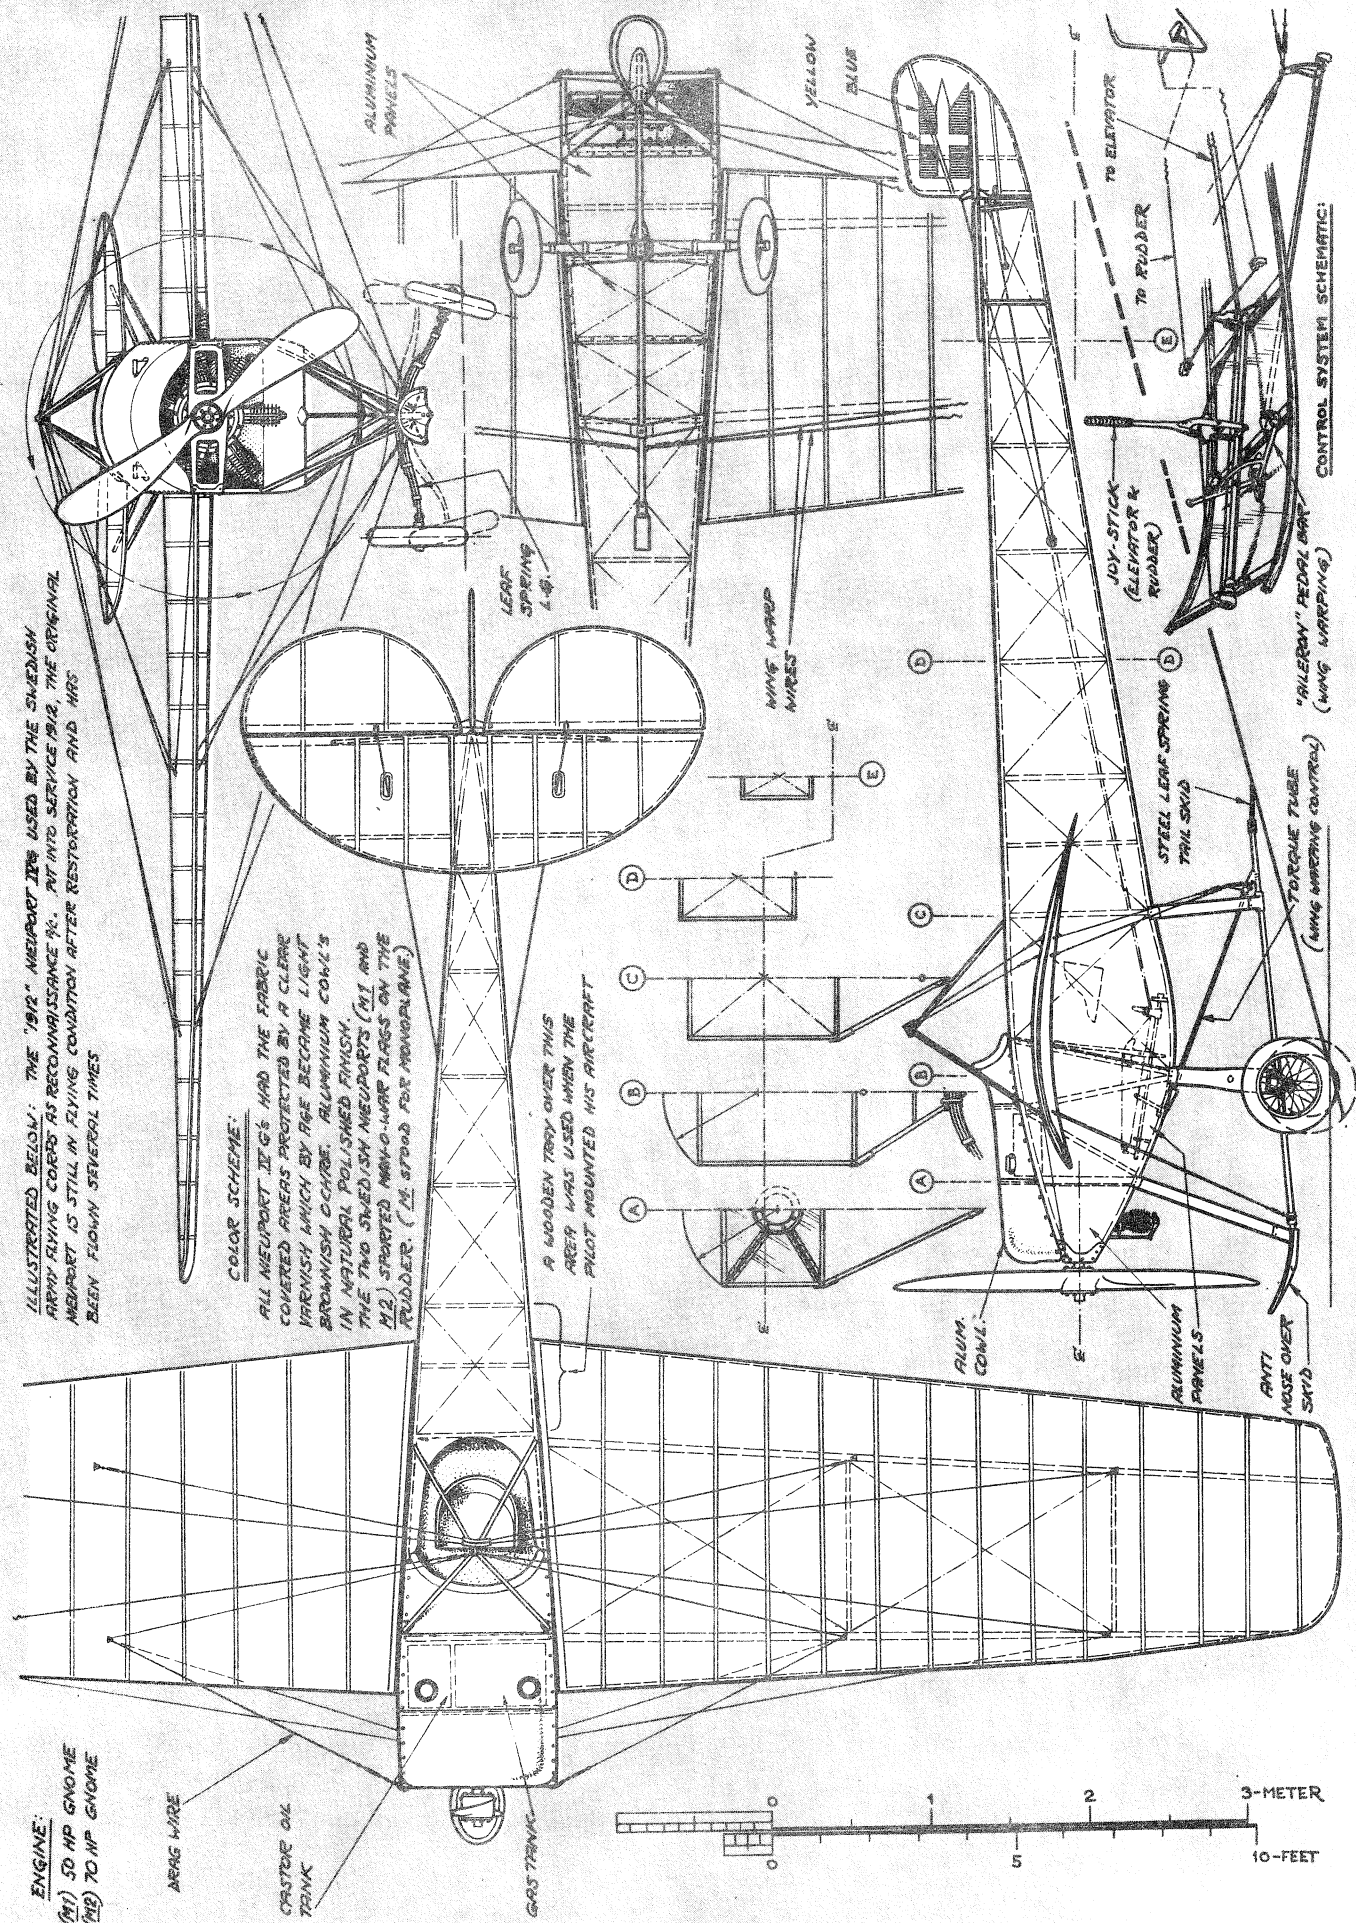 ILLUSTRATED BELOW: THE "1912" NIEUPORT IVG USED BY THE SWEDISH
ARMY FLYING CORPS AS RECONNAISSANCE A/C. PUT INTO SERVICE 1912, THE ORIGINAL
NIEUPORT IS STILL IN FLYING CONDITION AFTER RESTORATION AND HAS
BEEN FLOWN SEVERAL TIMES
COLOR SCHEME:
ALL NIEUPORT IV G's HAD THE FABRIC
COVERED AREAS PROTECTED BY A CLEAR
VARNISH WHICH BY AGE BECAME LIGHT
BROWNISH OCHRE. ALUMINIUM COWL'S
IN NATURAL POLISHED FINISH.
THE TWO SWEDISH NIEUPORTS (M1 AND
M2) SPORTED MAN-O-WAR FLAGS ON THE
RUDDER. (M. STOOD FOR MONOPLANE)
ENGINE:
(M1) 50 HP GNOME
(M2) 70 HP GNOME
DRAG WIRE
CASTOR OIL
TANK
GAS TANK
A WOODEN TRAY OVER THIS
AREA WAS USED WHEN THE
PILOT MOUNTED HIS AIRCRAFT
LEAF
SPRING
L.G.
ALUMINIUM
PANELS
WING WARP
WIRES
YELLOW
BLUE
A
B
C
D
E
A
B
C
D
D
E
ALUM.
COWL
ALUMINIUM
PANELS
ANTI
NOSE OVER
SKID
STEEL LEAF SPRING
TAIL SKID
TORQUE TUBE
(WING WARPING CONTROL)
JOY-STICK
(ELEVATOR &
RUDDER)
"AILERON" PEDAL BAR
(WING WARPING)
TO RUDDER
TO ELEVATOR
CONTROL SYSTEM SCHEMATIC:
0 1 2 3-METER
0 5 10-FEET